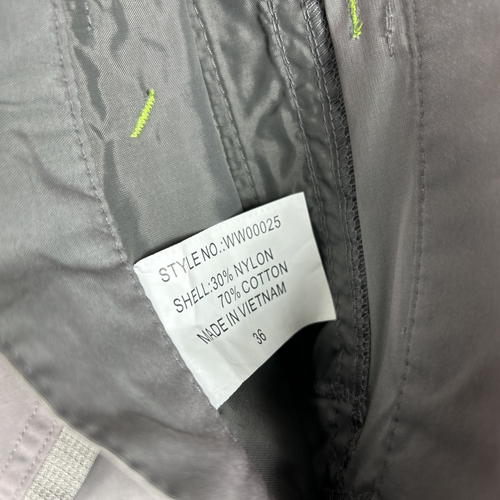 STYLE NO.:WW00025
SHELL:30% NYLON
70% COTTON
MADE IN VIETNAM
36